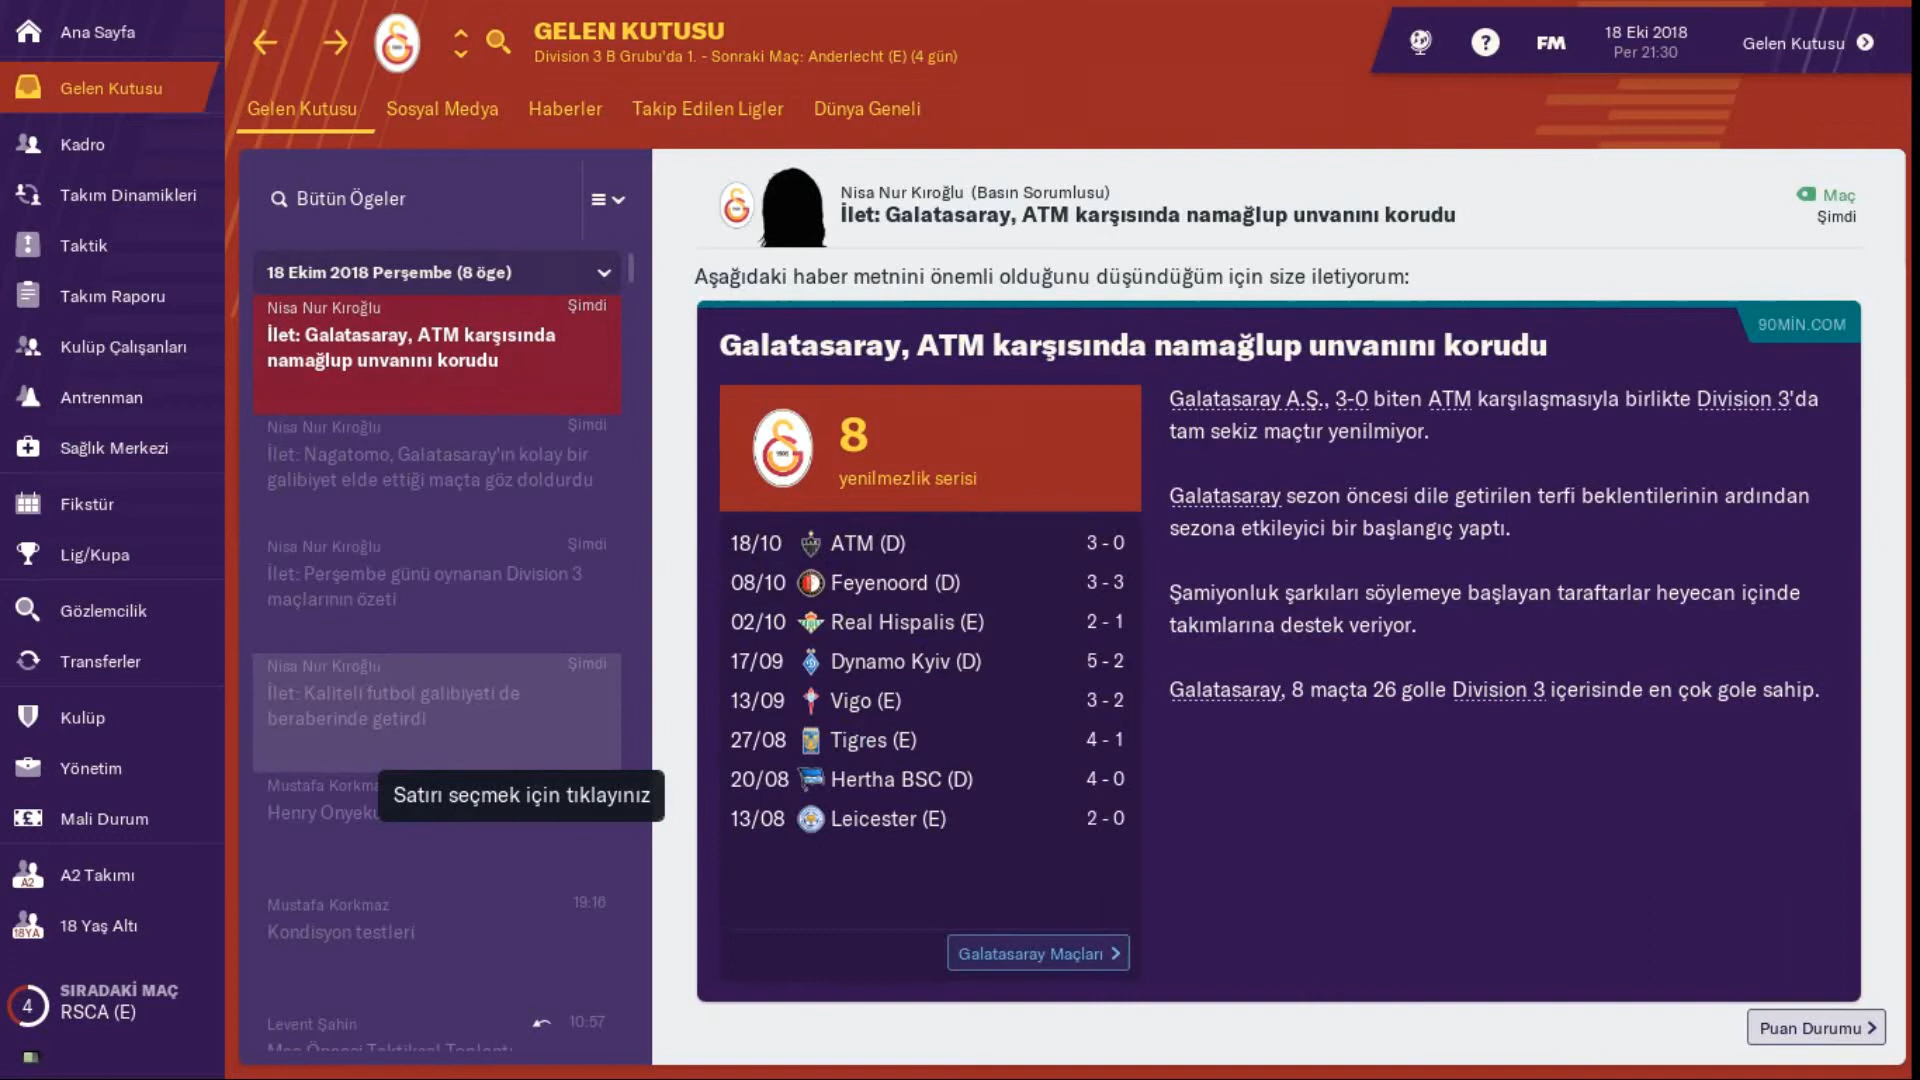 Ana Sayfa
Gelen Kutusu
Kadro
Takım Dinamikleri
Taktik
Takım Raporu
Kulüp Çalışanları
Antrenman
Sağlık Merkezi
Fikstür
Lig/Kupa
Gözlemcilik
Transferler
Kulüp
Yönetim
Mali Durum
A2
A2 Takımı
18YA
18 Yaş Altı
4
SIRADAKİ MAÇ
RSCA (E)
GELEN KUTUSU
Division 3 B Grubu'da 1. - Sonraki Maç: Anderlecht (E) (4 gün)
?
FM
18 Eki 2018
Per 21:30
Gelen Kutusu
Gelen Kutusu
Sosyal Medya
Haberler
Takip Edilen Ligler
Dünya Geneli
Bütün Ögeler
18 Ekim 2018 Perşembe (8 öge)
Nisa Nur Kıroğlu
Şimdi
İlet: Galatasaray, ATM karşısında
namağlup unvanını korudu
Nisa Nur Kıroğlu
Şimdi
İlet: Nagatomo, Galatasaray'ın kolay bir
galibiyet elde ettiği maçta göz doldurdu
Nisa Nur Kıroğlu
Şimdi
İlet: Perşembe günü oynanan Division 3
maçlarının özeti
Nisa Nur Kıroğlu
Şimdi
İlet: Kaliteli futbol galibiyeti de
beraberinde getirdi
Mustafa Korkma
Henry Onyeku
Satırı seçmek için tıklayınız
Mustafa Korkmaz
19:16
Kondisyon testleri
Levent Şahin
10:57
Maç Öncesi Taktiksel Toplantı
Nisa Nur Kıroğlu (Basın Sorumlusu)
İlet: Galatasaray, ATM karşısında namağlup unvanını korudu
Maç
Şimdi
Aşağıdaki haber metnini önemli olduğunu düşündüğüm için size iletiyorum:
90MİN.COM
Galatasaray, ATM karşısında namağlup unvanını korudu
8
yenilmezlik serisi
18/10 ATM (D) 3 - 0
08/10 Feyenoord (D) 3 - 3
02/10 Real Hispalis (E) 2 - 1
17/09 Dynamo Kyiv (D) 5 - 2
13/09 Vigo (E) 3 - 2
27/08 Tigres (E) 4 - 1
20/08 Hertha BSC (D) 4 - 0
13/08 Leicester (E) 2 - 0
Galatasaray Maçları
Galatasaray A.Ş., 3-0 biten ATM karşılaşmasıyla birlikte Division 3'da
tam sekiz maçtır yenilmiyor.
Galatasaray sezon öncesi dile getirilen terfi beklentilerinin ardından
sezona etkileyici bir başlangıç yaptı.
Şamiyonluk şarkıları söylemeye başlayan taraftarlar heyecan içinde
takımlarına destek veriyor.
Galatasaray, 8 maçta 26 golle Division 3 içerisinde en çok gole sahip.
Puan Durumu